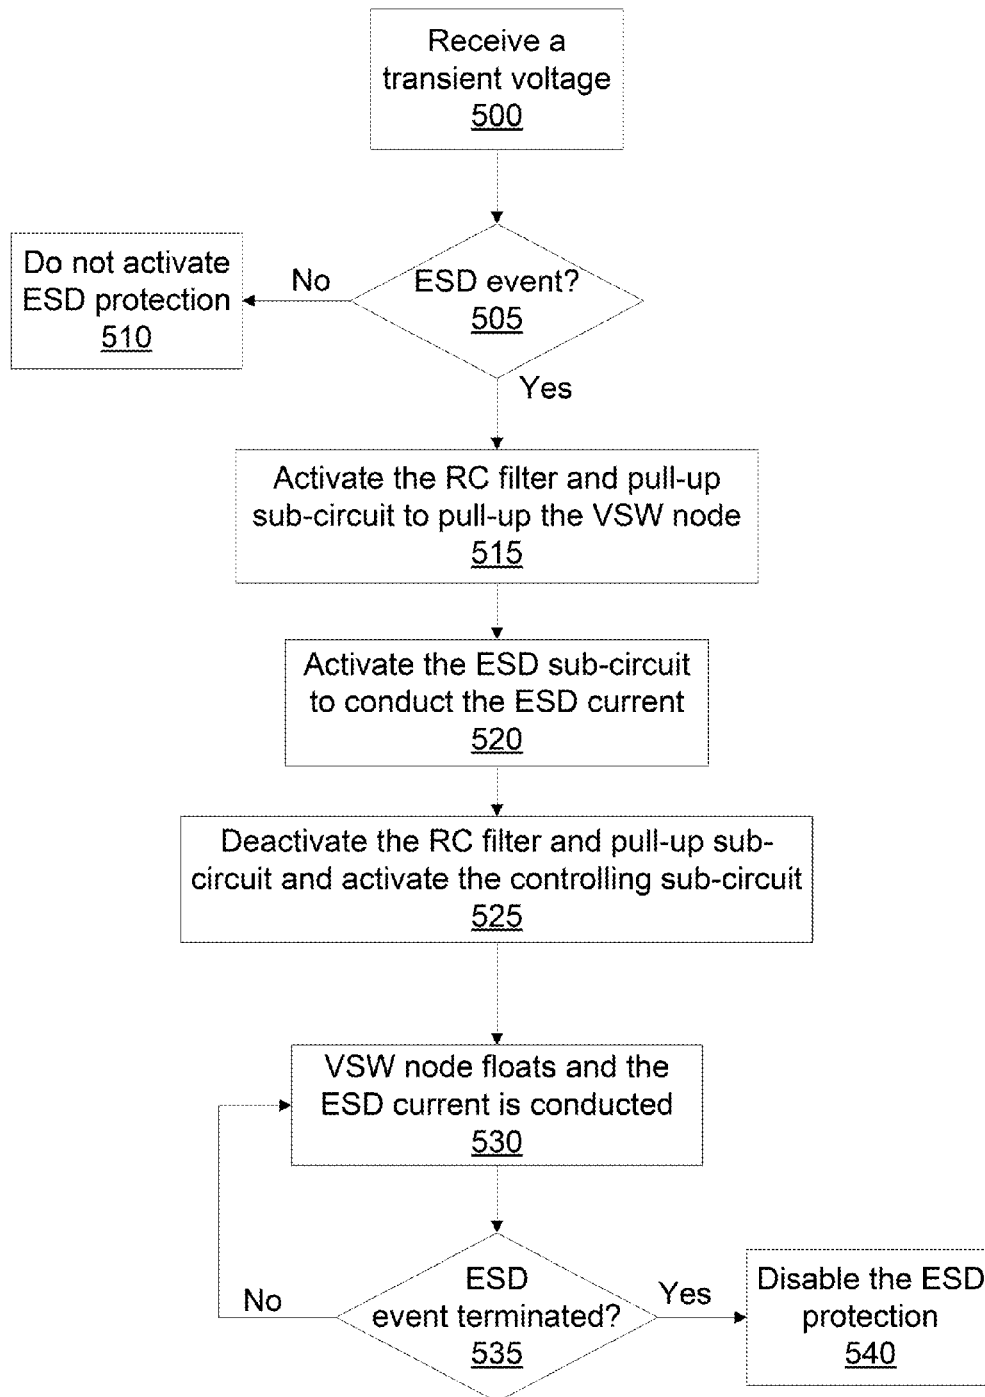 Receive a
transient voltage
500
Do not activate
ESD protection
510
No
ESD event?
505
Yes
Activate the RC filter and pull-up
sub-circuit to pull-up the VSW node
515
Activate the ESD sub-circuit
to conduct the ESD current
520
Deactivate the RC filter and pull-up sub-
circuit and activate the controlling sub-circuit
525
VSW node floats and the
ESD current is conducted
530
No
ESD
event terminated?
535
Yes
Disable the ESD
protection
540